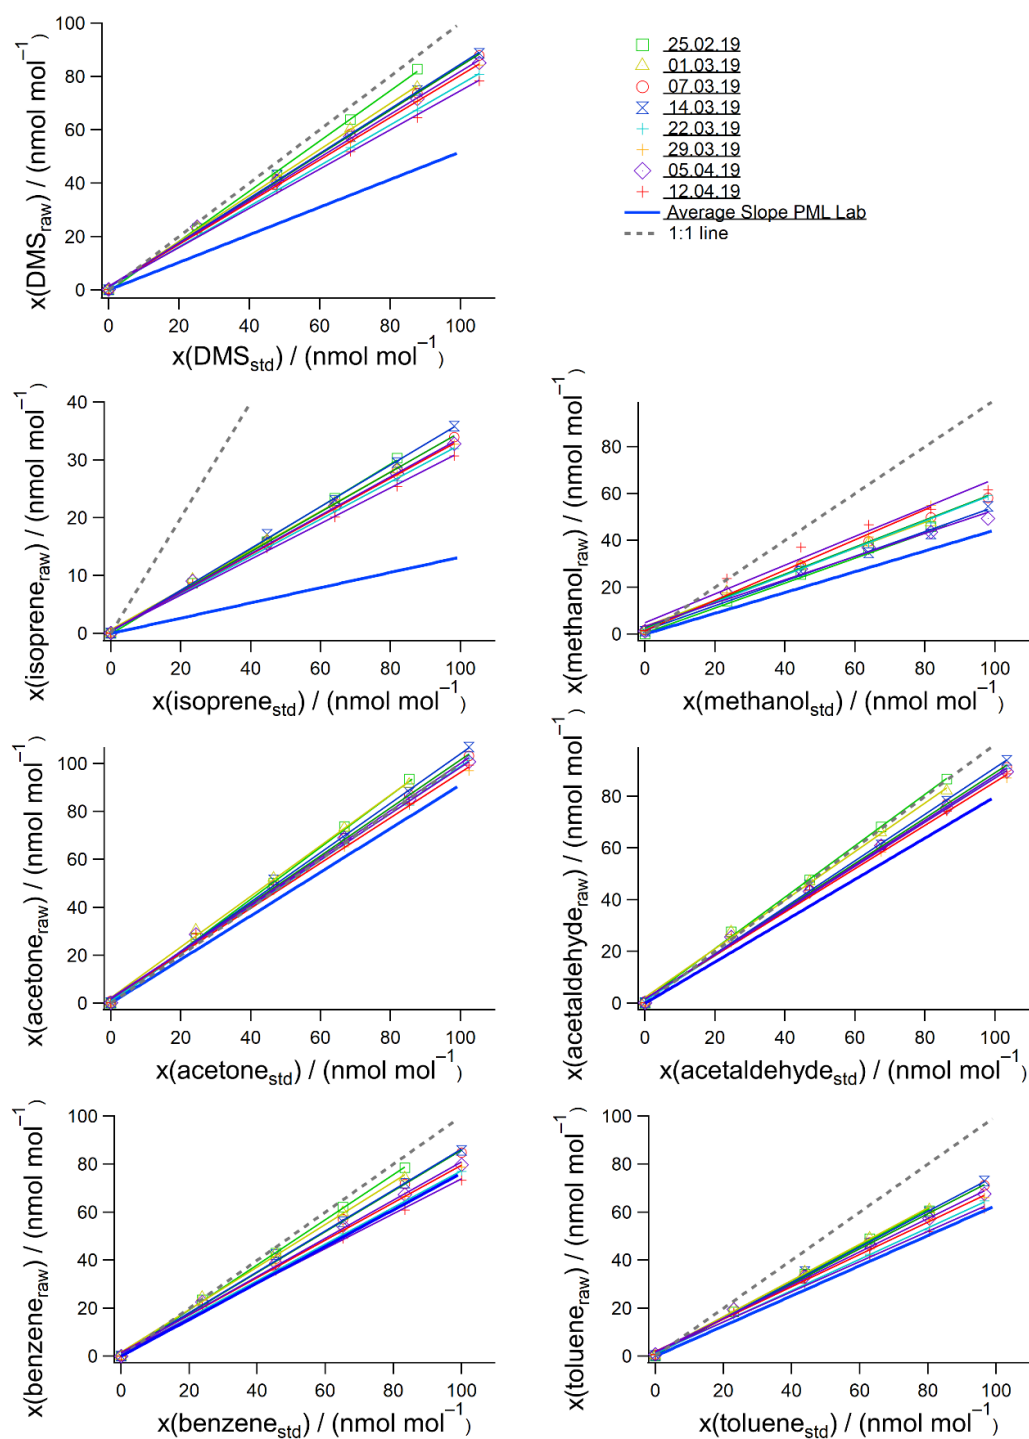 100
80
60
40
20
0
x(DMSraw) / (nmol mol−1)
0 20 40 60 80 100
x(DMSstd) / (nmol mol−1)
25.02.19
01.03.19
07.03.19
14.03.19
22.03.19
29.03.19
05.04.19
12.04.19
Average Slope PML Lab
1:1 line
40
30
20
10
0
x(isopreneraw) / (nmol mol−1)
0 20 40 60 80 100
x(isoprenestd) / (nmol mol−1)
80
60
40
20
0
x(methanolraw) / (nmol mol−1)
0 20 40 60 80 100
x(methanolstd) / (nmol mol−1)
100
80
60
40
20
0
x(acetoneraw) / (nmol mol−1)
0 20 40 60 80 100
x(acetonestd) / (nmol mol−1)
80
60
40
20
0
x(acetaldehyderaw) / (nmol mol−1)
0 20 40 60 80 100
x(acetaldehydestd) / (nmol mol−1)
100
80
60
40
20
0
x(benzeneraw) / (nmol mol−1)
0 20 40 60 80 100
x(benzenestd) / (nmol mol−1)
100
80
60
40
20
0
x(tolueneraw) / (nmol mol−1)
0 20 40 60 80 100
x(toluenestd) / (nmol mol−1)